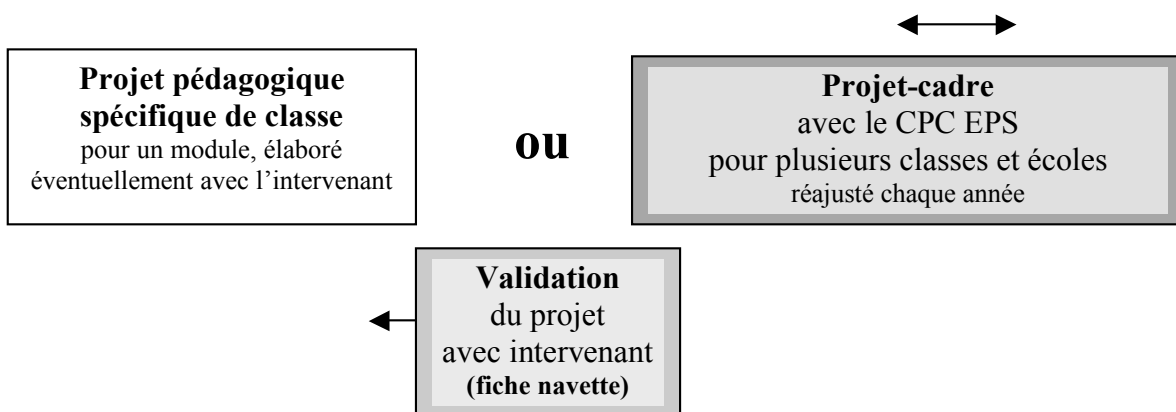 Projet pédagogique
spécifique de classe
pour un module, élaboré
éventuellement avec l'intervenant
ou
Projet-cadre
avec le CPC EPS
pour plusieurs classes et écoles
réajusté chaque année
Validation
du projet
avec intervenant
(fiche navette)